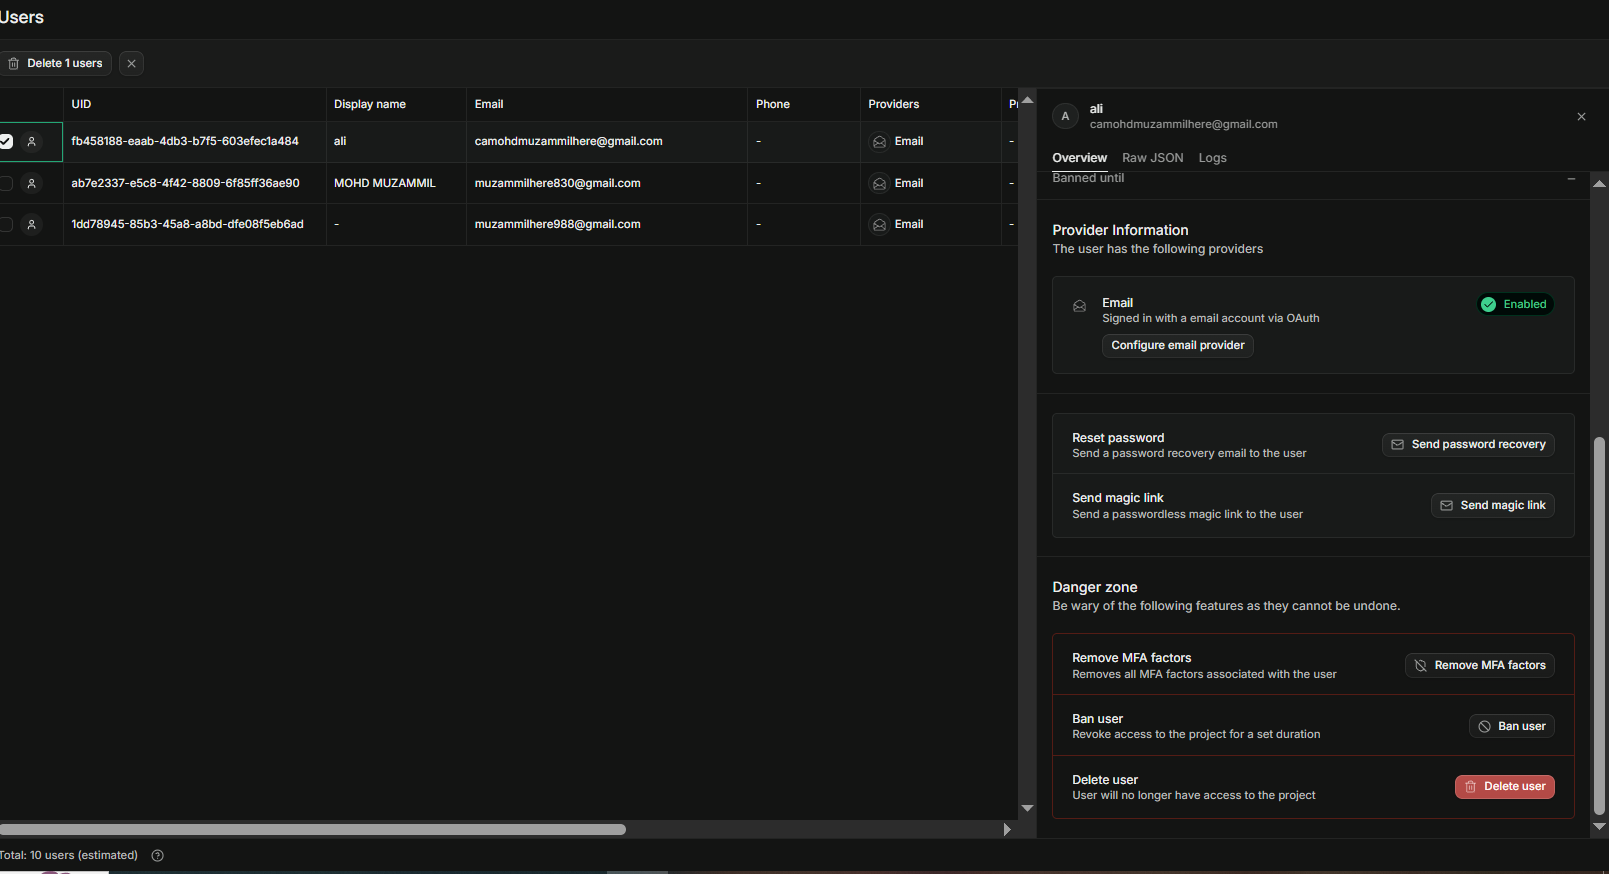 Users
Delete 1 users
UID Display name Email Phone Providers
fb458188-eaab-4db3-b7f5-603efec1a484 ali camohdmuzammilhere@gmail.com - Email -
ab7e2337-e5c8-4f42-8809-6f85ff36ae90 MOHD MUZAMMIL muzammilhere830@gmail.com - Email -
1dd78945-85b3-45a8-a8bd-dfe08f5eb6ad - muzammilhere988@gmail.com - Email -
Total: 10 users (estimated)
A
ali
camohdmuzammilhere@gmail.com
Overview Raw JSON Logs
Banned until –
Provider Information
The user has the following providers
Email
Signed in with a email account via OAuth
Enabled
Configure email provider
Reset password
Send a password recovery email to the user
Send password recovery
Send magic link
Send a passwordless magic link to the user
Send magic link
Danger zone
Be wary of the following features as they cannot be undone.
Remove MFA factors
Removes all MFA factors associated with the user
Remove MFA factors
Ban user
Revoke access to the project for a set duration
Ban user
Delete user
User will no longer have access to the project
Delete user